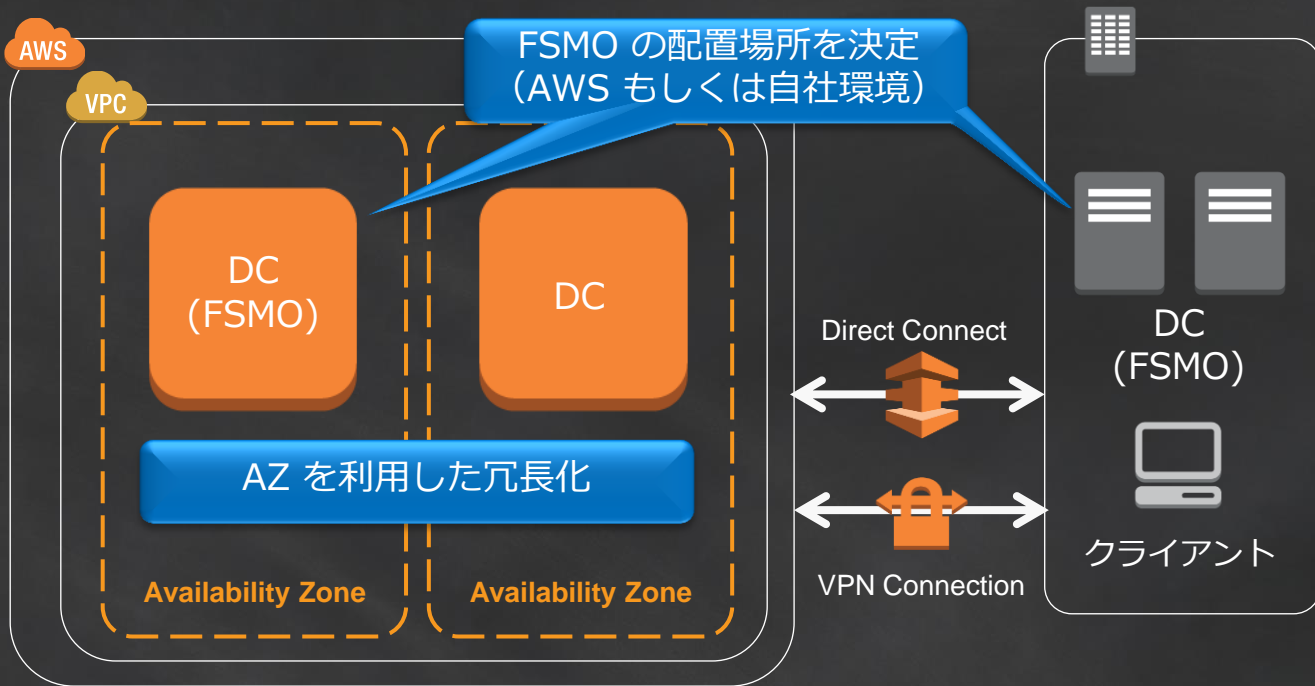 AWS
VPC
FSMO の配置場所を決定
（AWS もしくは自社環境）
DC
(FSMO)
DC
AZ を利用した冗長化
Availability Zone
Availability Zone
Direct Connect
VPN Connection
DC
(FSMO)
クライアント